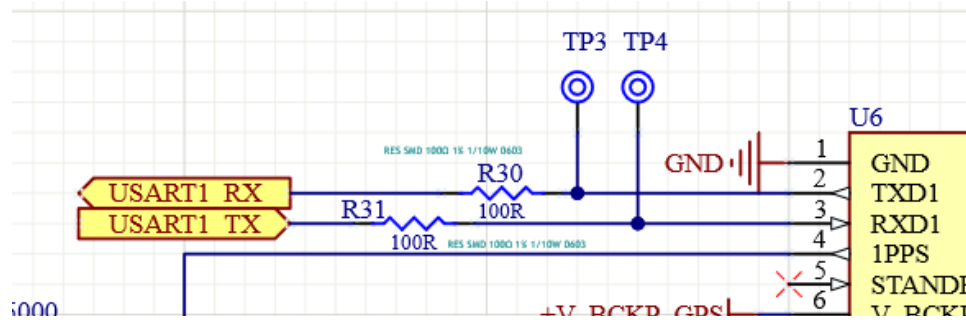 TP3 TP4
U6
RES SMD 100Ω 1% 1/10W 0603
GND
1
GND
R30
2
TXD1
USART1_RX
100R
R31
3
RXD1
USART1_TX
100R
RES SMD 100Ω 1% 1/10W 0603
4
1PPS
5
6